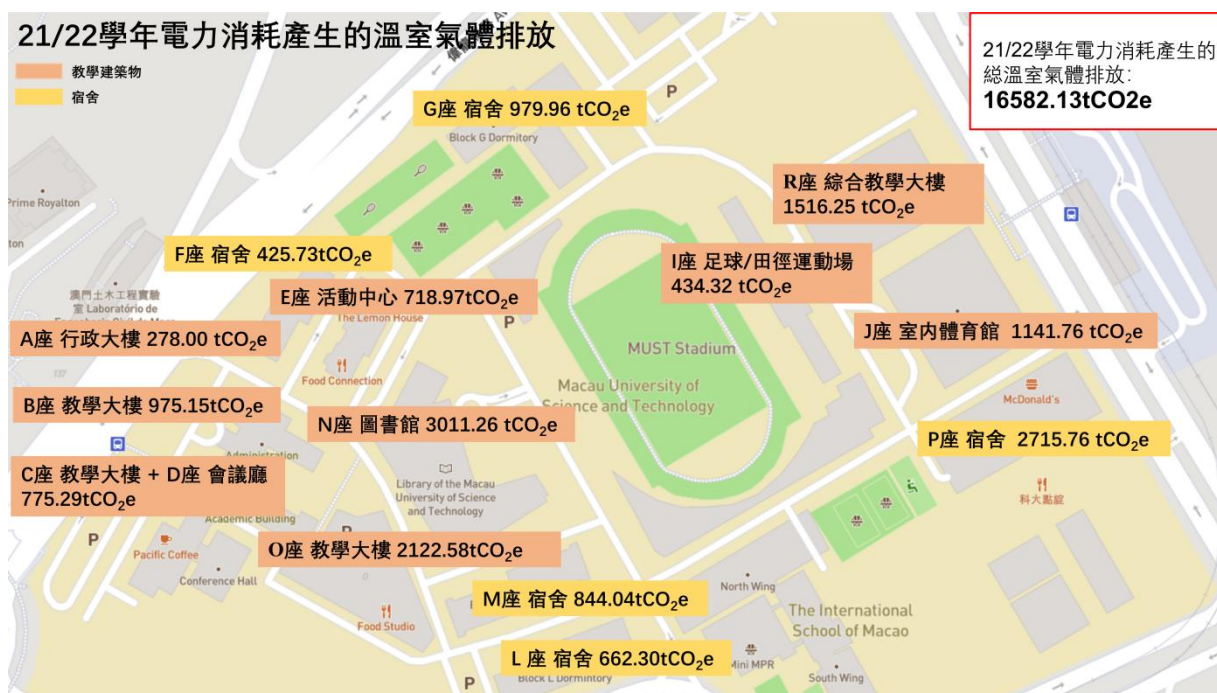 21/22學年電力消耗產生的溫室氣體排放
教學建築物
宿舍
21/22學年電力消耗產生的
総溫室氣體排放:
16582.13tCO2e
P
G座 宿舍 979.96 tCO₂e
Block G Dormitory
R座 綜合教學大樓
1516.25 tCO₂e
Prime Royalton
F座 宿舍 425.73tCO₂e
I座 足球/田徑運動場
434.32 tCO₂e
澳門土木工程實驗
室 Laboratório de
E座 活動中心 718.97tCO₂e
The Lemon House
P
A座 行政大樓 278.00 tCO₂e
J座 室内體育館 1141.76 tCO₂e
MUST Stadium
137
Food Connection
Macau University of
Science and Technology
McDonald's
B座 教學大樓 975.15tCO₂e
N座 圖書館 3011.26 tCO₂e
P座 宿舍 2715.76 tCO₂e
Administration
C座 教學大樓 + D座 會議廳
775.29tCO₂e
Library of the Macau
University of Science
and Technology
科大點綻
Academic Building
P
P
Pacific Coffee
O座 教學大樓 2122.58tCO₂e
Conference Hall
M座 宿舍 844.04tCO₂e
North Wing
Food Studio
The International
School of Macao
L 座 宿舍 662.30tCO₂e
Mini MPR
Block L Dormintory
South Wing
P